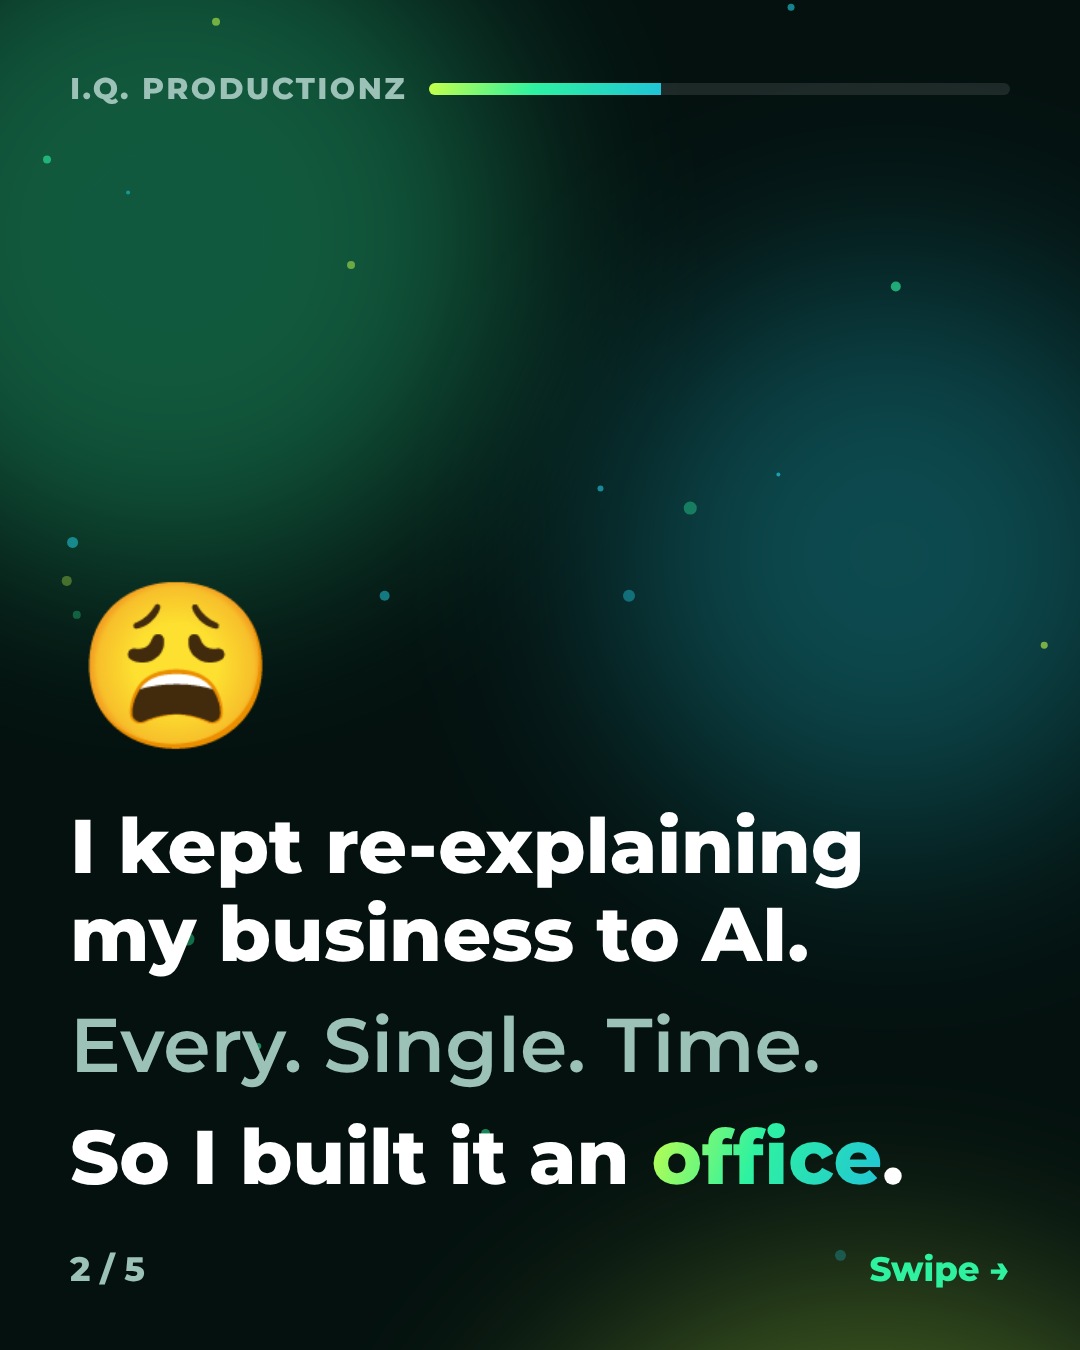 I.Q. PRODUCTIONZ
I kept re-explaining
my business to AI.
Every. Single. Time.
So I built it an office.
2 / 5
Swipe →